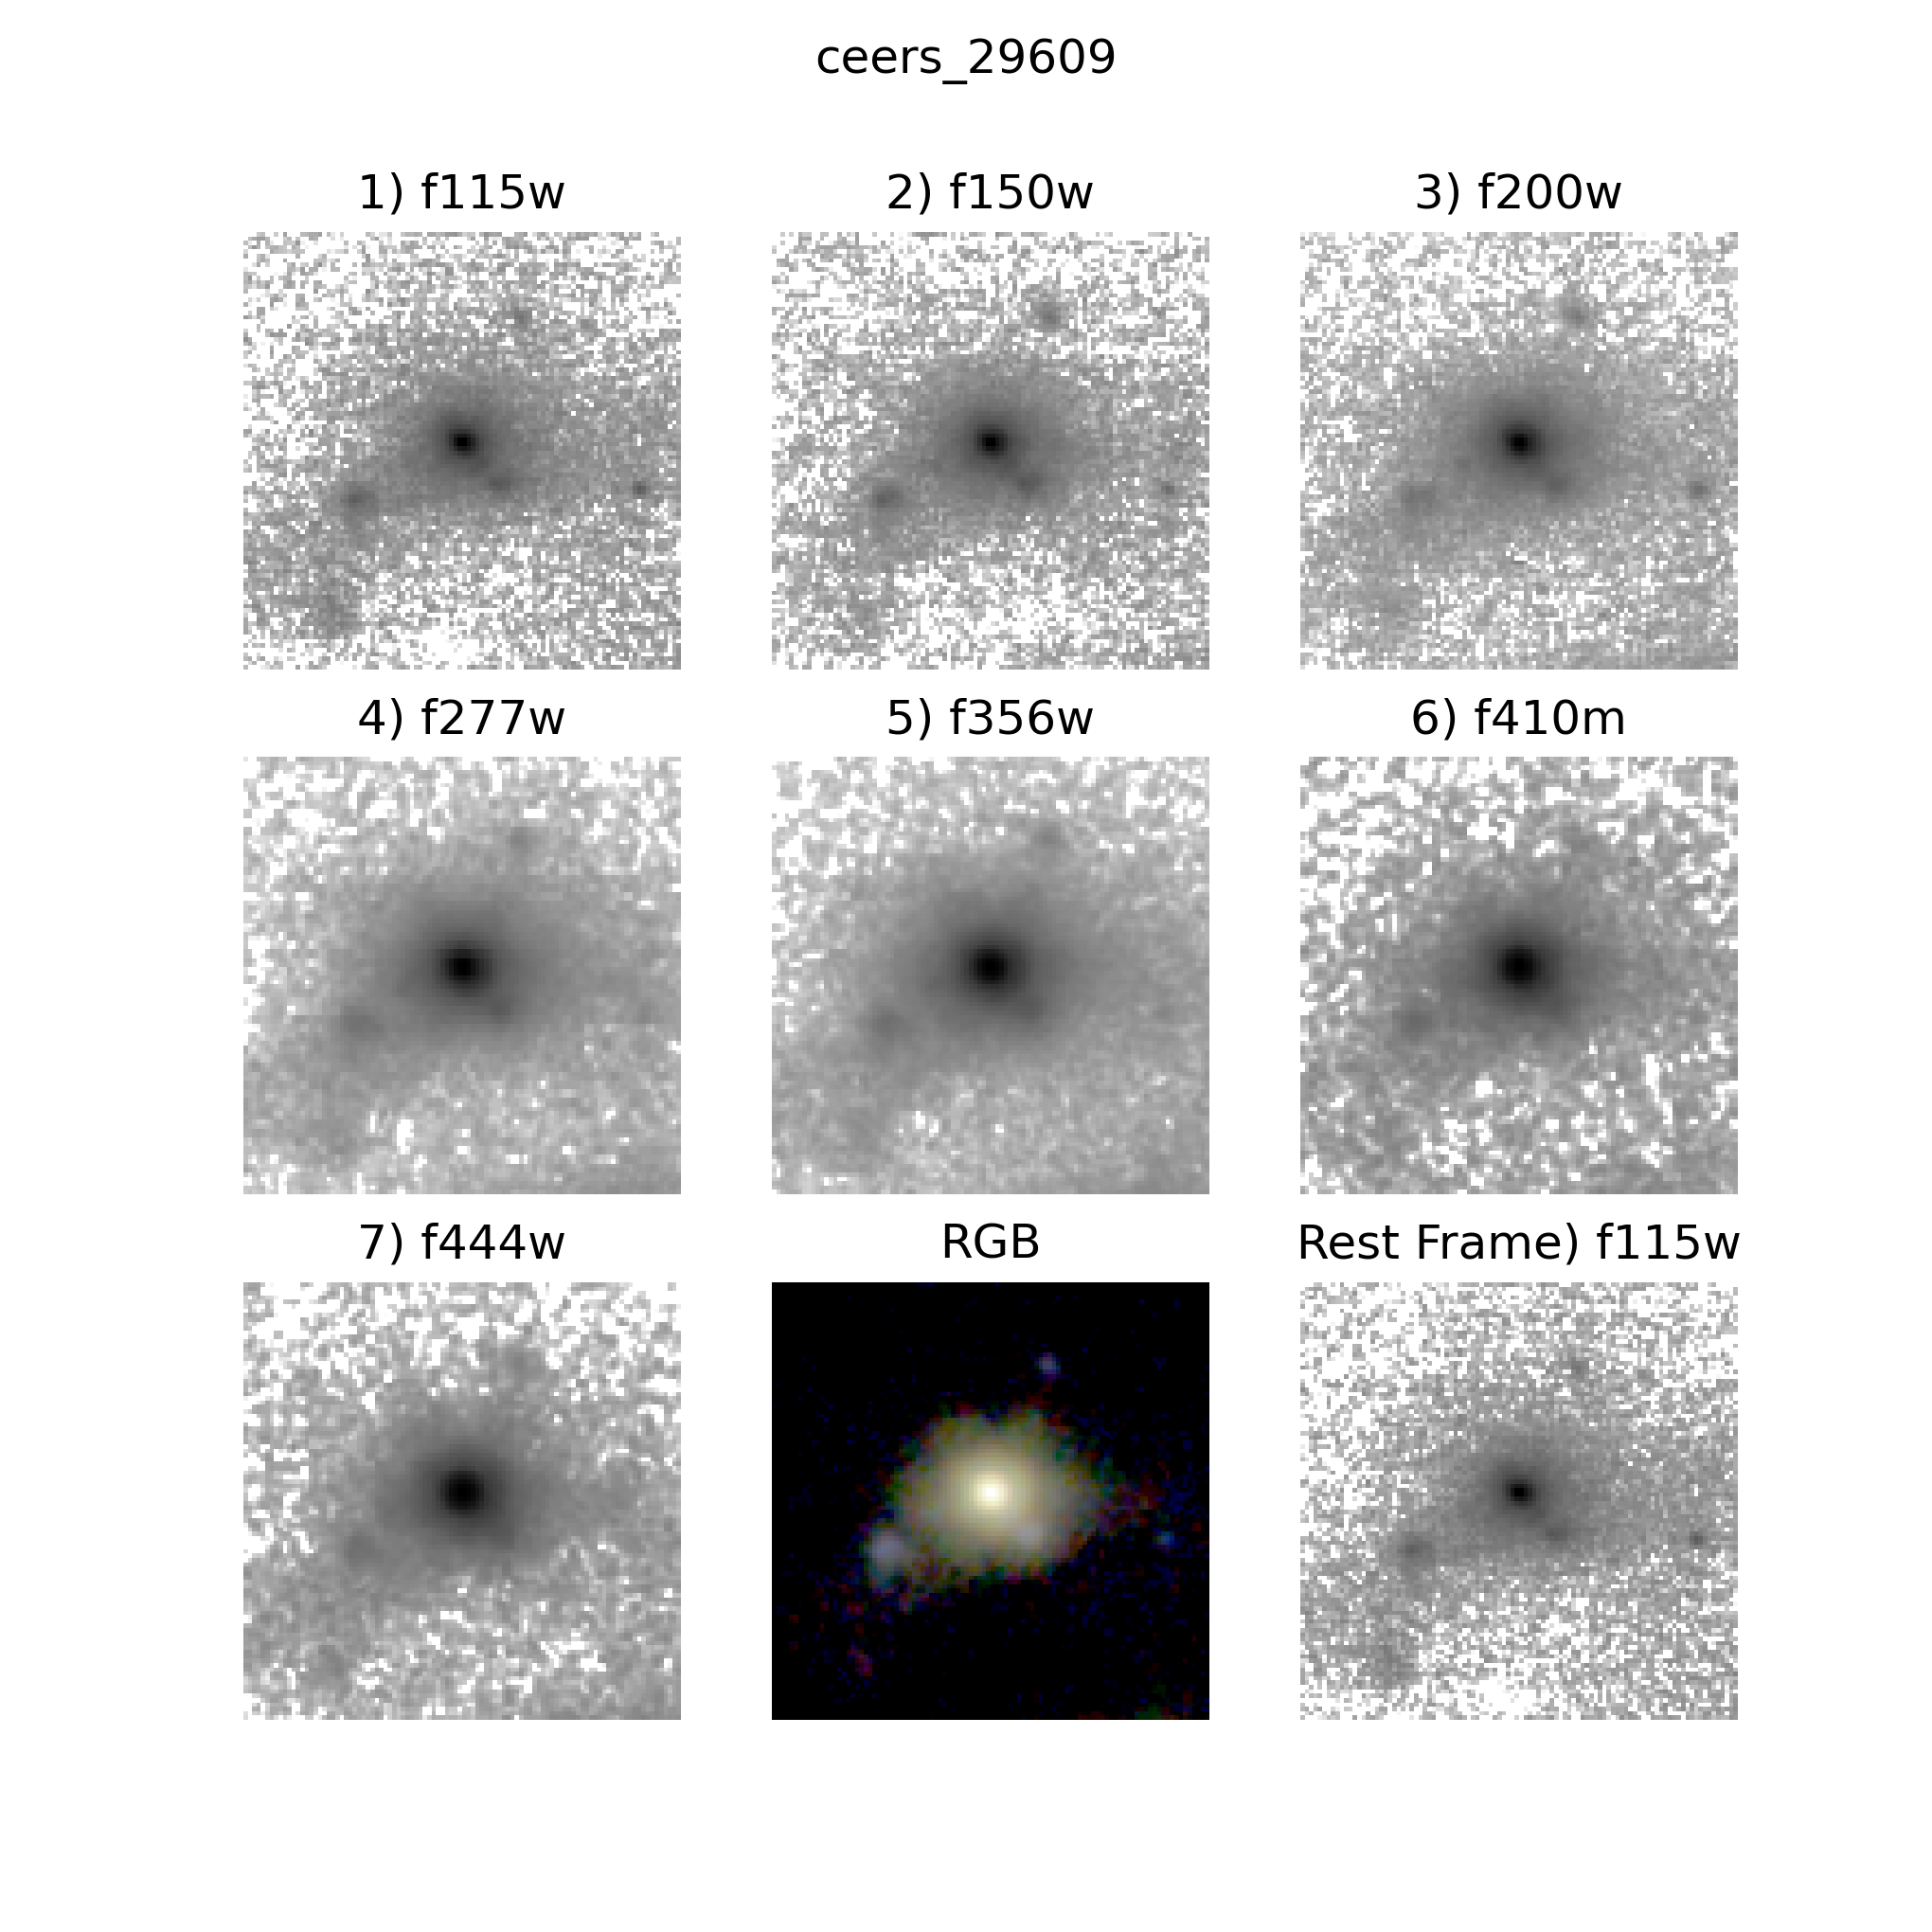 ceers_29609
1) f115w
2) f150w
3) f200w
4) f277w
5) f356w
6) f410m
7) f444w
RGB
Rest Frame) f115w